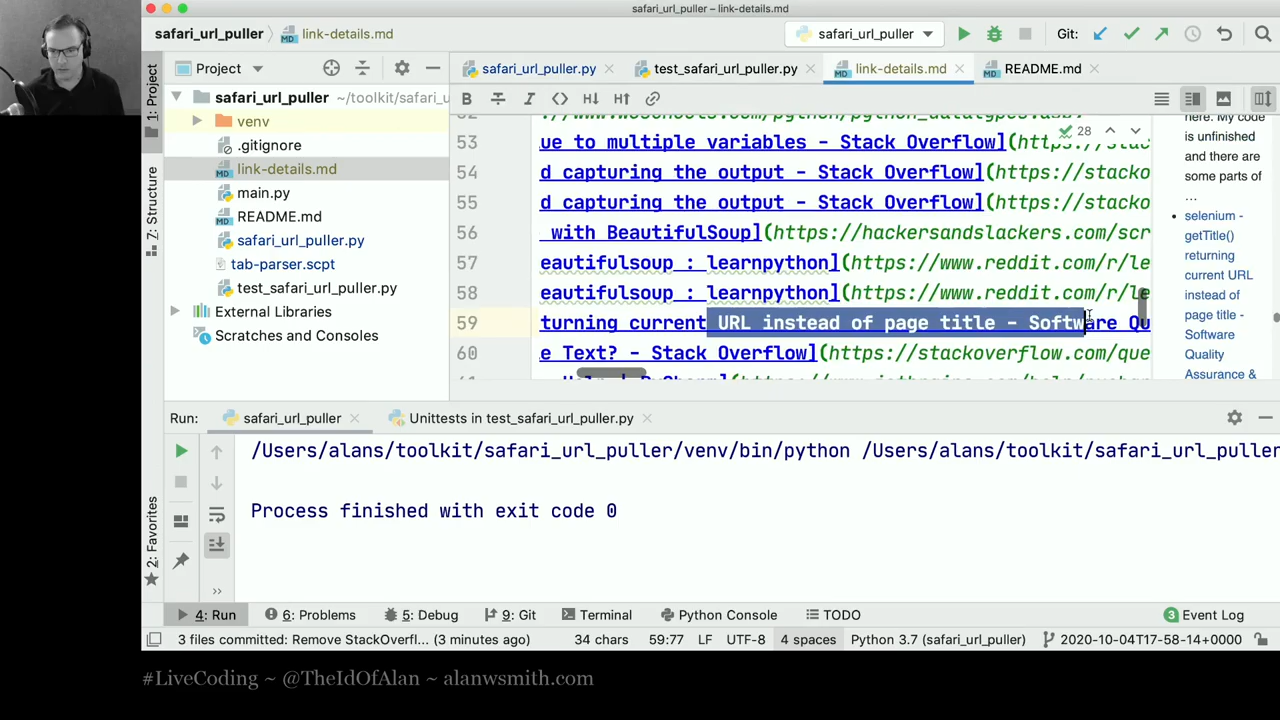 safari_url_puller – link-details.md
safari_url_puller
link-details.md
safari_url_puller
Git:
1: Project
Project
safari_url_puller.py
test_safari_url_puller.py
link-details.md
README.md
safari_url_puller ~/toolkit/safari_u
venv
.gitignore
link-details.md
main.py
README.md
safari_url_puller.py
tab-parser.scpt
test_safari_url_puller.py
External Libraries
Scratches and Consoles
Z: Structure
28
53 ue to multiple variables - Stack Overflow](https://stac
54 d capturing the output - Stack Overflow](https://stacko
55 d capturing the output - Stack Overflow](https://stacko
56 with BeautifulSoup](https://hackersandslackers.com/scr
57 eautifulsoup : learnpython](https://www.reddit.com/r/le
58 eautifulsoup : learnpython](https://www.reddit.com/r/le
59 turning current URL instead of page title - Software Qu
60 e Text? - Stack Overflow](https://stackoverflow.com/que
here. My code
is unfinished
and there are
some parts of
...
• selenium -
getTitle()
returning
current URL
instead of
page title -
Software
Quality
Assurance &
Run:
safari_url_puller
Unittests in test_safari_url_puller.py
/Users/alans/toolkit/safari_url_puller/venv/bin/python /Users/alans/toolkit/safari_url_puller
Process finished with exit code 0
2: Favorites
4: Run
6: Problems
5: Debug
9: Git
Terminal
Python Console
TODO
3 Event Log
3 files committed: Remove StackOverfl... (3 minutes ago)
34 chars
59:77
LF
UTF-8
4 spaces
Python 3.7 (safari_url_puller)
2020-10-04T17-58-14+0000
#LiveCoding ~ @TheIdOfAlan ~ alanwsmith.com